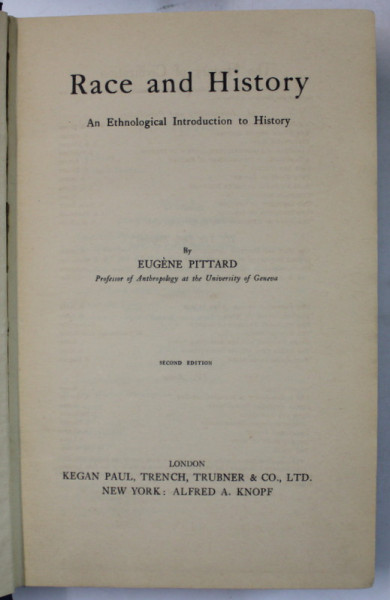 Race and History
An Ethnological Introduction to History
By
EUGÈNE PITTARD
Professor of Anthropology at the University of Geneva
SECOND EDITION
LONDON
KEGAN PAUL, TRENCH, TRUBNER & CO., LTD.
NEW YORK: ALFRED A. KNOPF